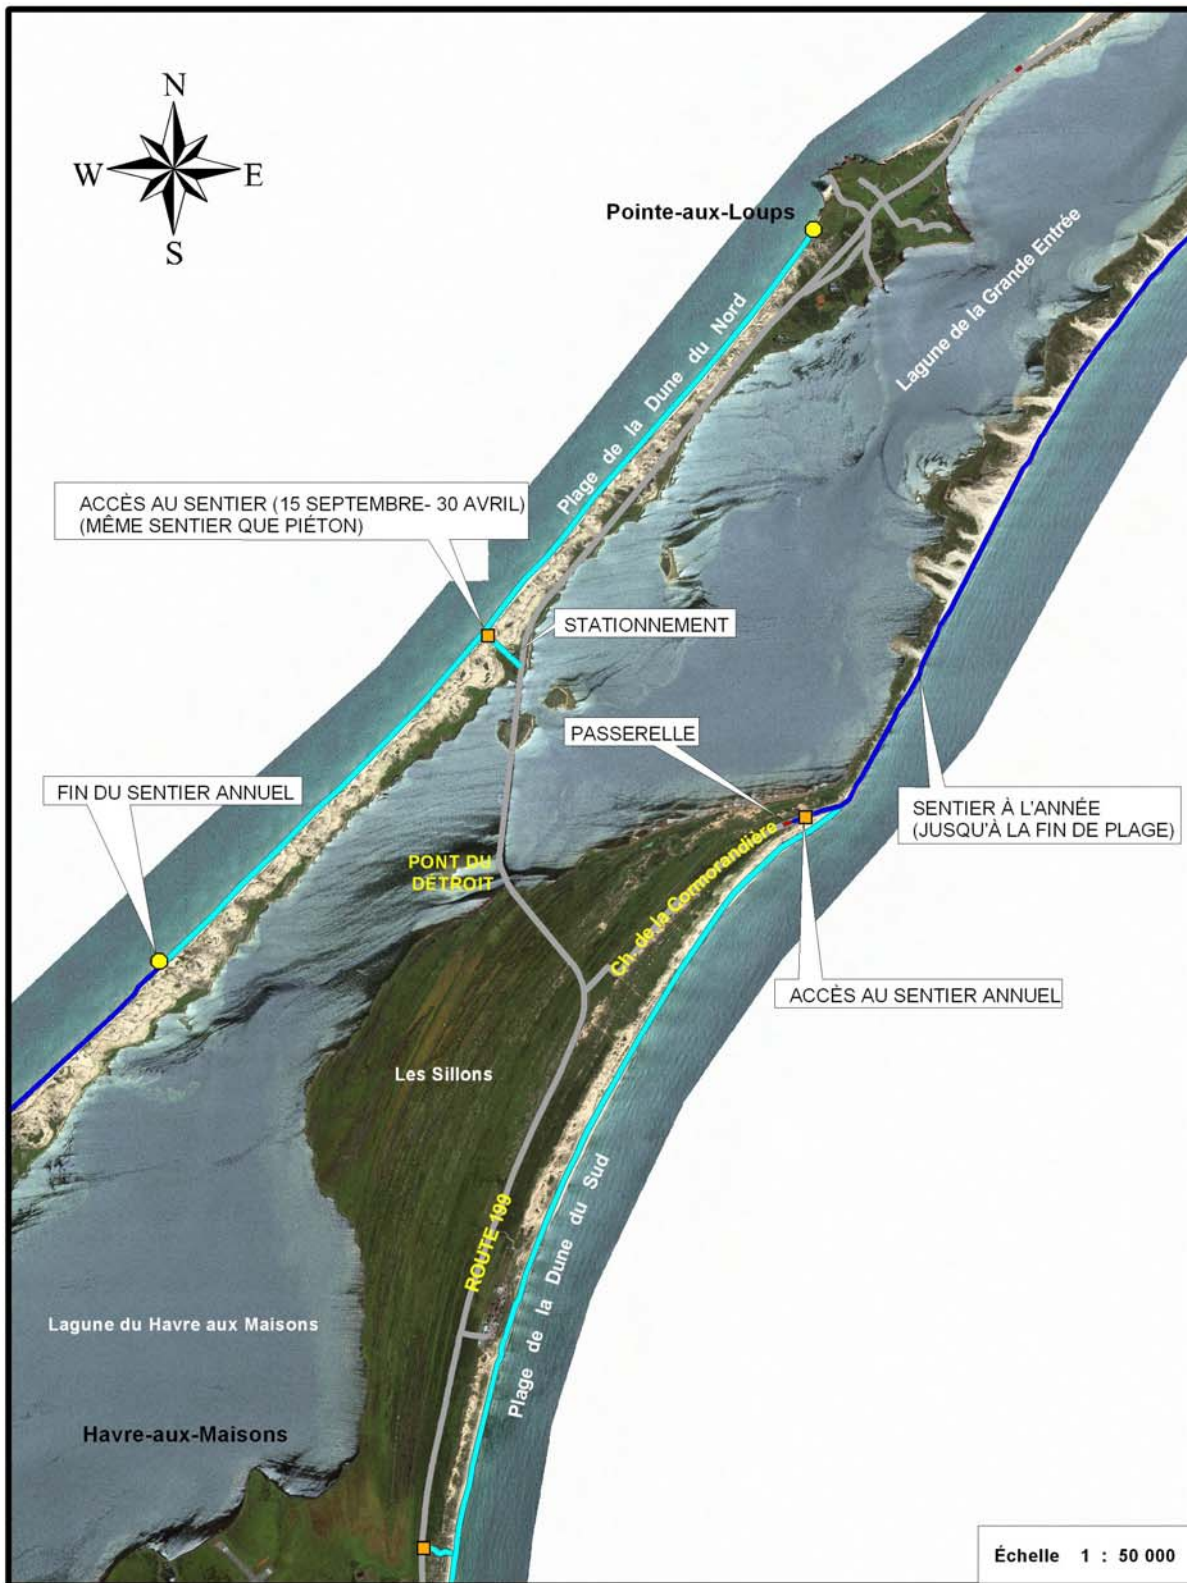 N
W E
S
Pointe-aux-Loups
Lagune de la Grande Entrée
Plage de la Dune du Nord
ACCÈS AU SENTIER (15 SEPTEMBRE- 30 AVRIL)
(MÊME SENTIER QUE PIÉTON)
STATIONNEMENT
PASSERELLE
FIN DU SENTIER ANNUEL
SENTIER À L'ANNÉE
(JUSQU'À LA FIN DE PLAGE)
PONT DU
DÉTROIT
Ch. de la Cormorandière
ACCÈS AU SENTIER ANNUEL
Les Sillons
ROUTE 199
Plage de la Dune du Sud
Lagune du Havre aux Maisons
Havre-aux-Maisons
Échelle 1 : 50 000